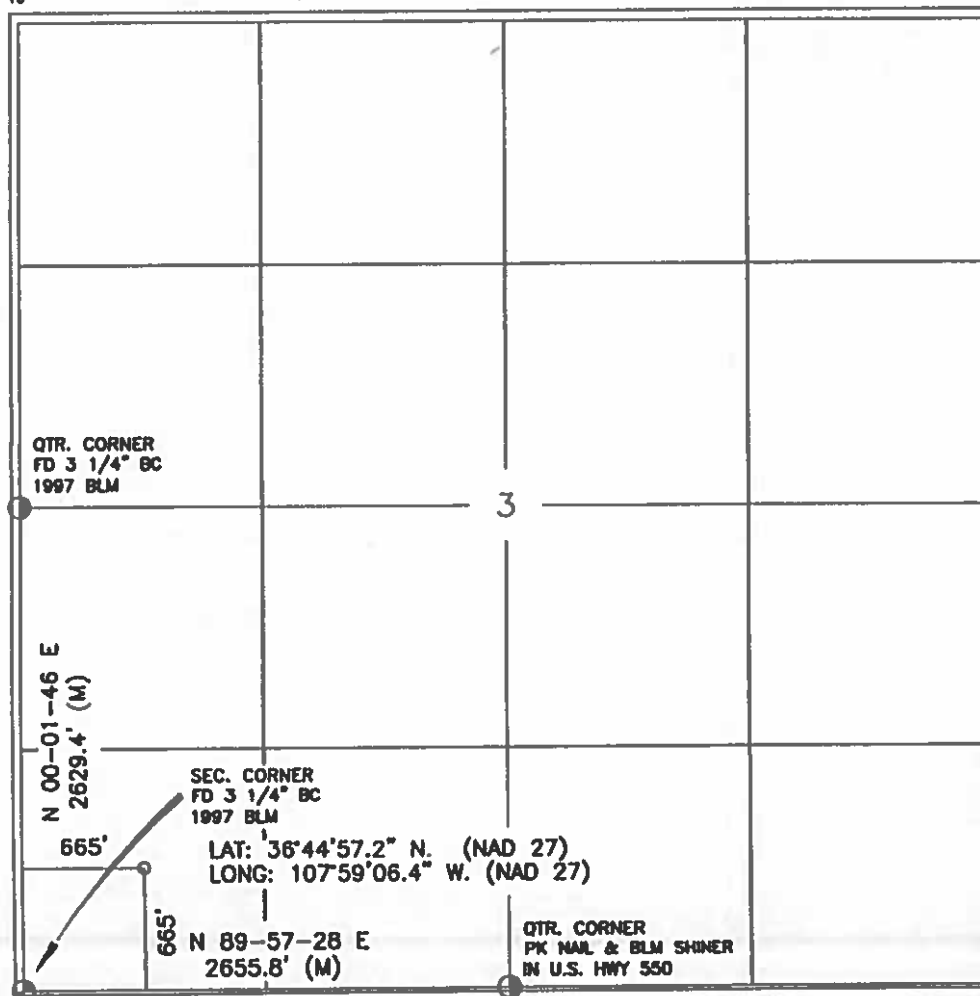 QTR. CORNER
FD 3 1/4" BC
1997 BLM
3
N 00-01-46 E
2629.4' (M)
SEC. CORNER
FD 3 1/4" BC
1997 BLM
665'
LAT: 36°44'57.2" N. (NAD 27)
LONG: 107°59'06.4" W. (NAD 27)
665'
N 89-57-28 E
2655.8' (M)
QTR. CORNER
PK NAIL & BLM SHINER
IN U.S. HWY 550